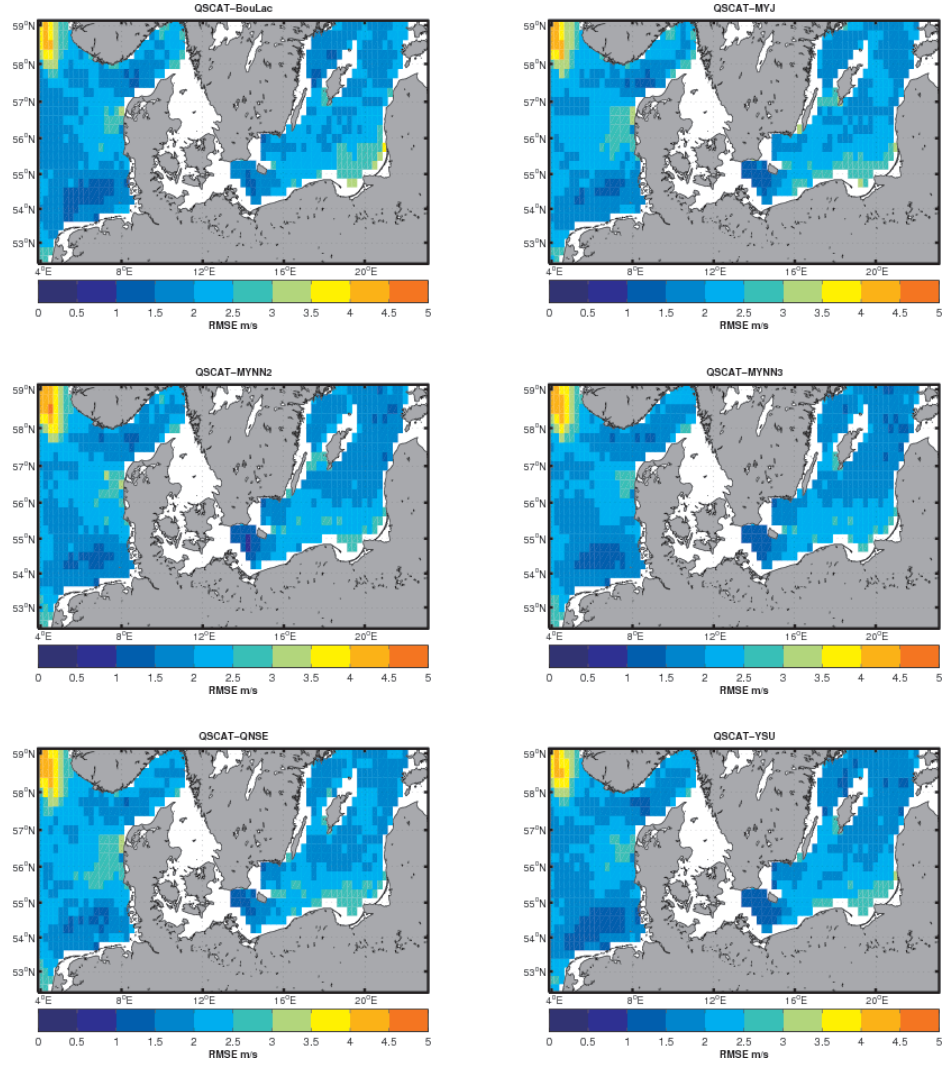 QSCAT−BouLac
59°N
58°N
57°N
56°N
55°N
54°N
53°N
4°E 8°E 12°E 16°E 20°E
0 0.5 1 1.5 2 2.5 3 3.5 4 4.5 5
RMSE m/s
QSCAT−MYJ
59°N
58°N
57°N
56°N
55°N
54°N
53°N
4°E 8°E 12°E 16°E 20°E
0 0.5 1 1.5 2 2.5 3 3.5 4 4.5 5
RMSE m/s
QSCAT−MYNN2
59°N
58°N
57°N
56°N
55°N
54°N
53°N
4°E 8°E 12°E 16°E 20°E
0 0.5 1 1.5 2 2.5 3 3.5 4 4.5 5
RMSE m/s
QSCAT−MYNN3
59°N
58°N
57°N
56°N
55°N
54°N
53°N
4°E 8°E 12°E 16°E 20°E
0 0.5 1 1.5 2 2.5 3 3.5 4 4.5 5
RMSE m/s
QSCAT−QNSE
59°N
58°N
57°N
56°N
55°N
54°N
53°N
4°E 8°E 12°E 16°E 20°E
0 0.5 1 1.5 2 2.5 3 3.5 4 4.5 5
RMSE m/s
QSCAT−YSU
59°N
58°N
57°N
56°N
55°N
54°N
53°N
4°E 8°E 12°E 16°E 20°E
0 0.5 1 1.5 2 2.5 3 3.5 4 4.5 5
RMSE m/s